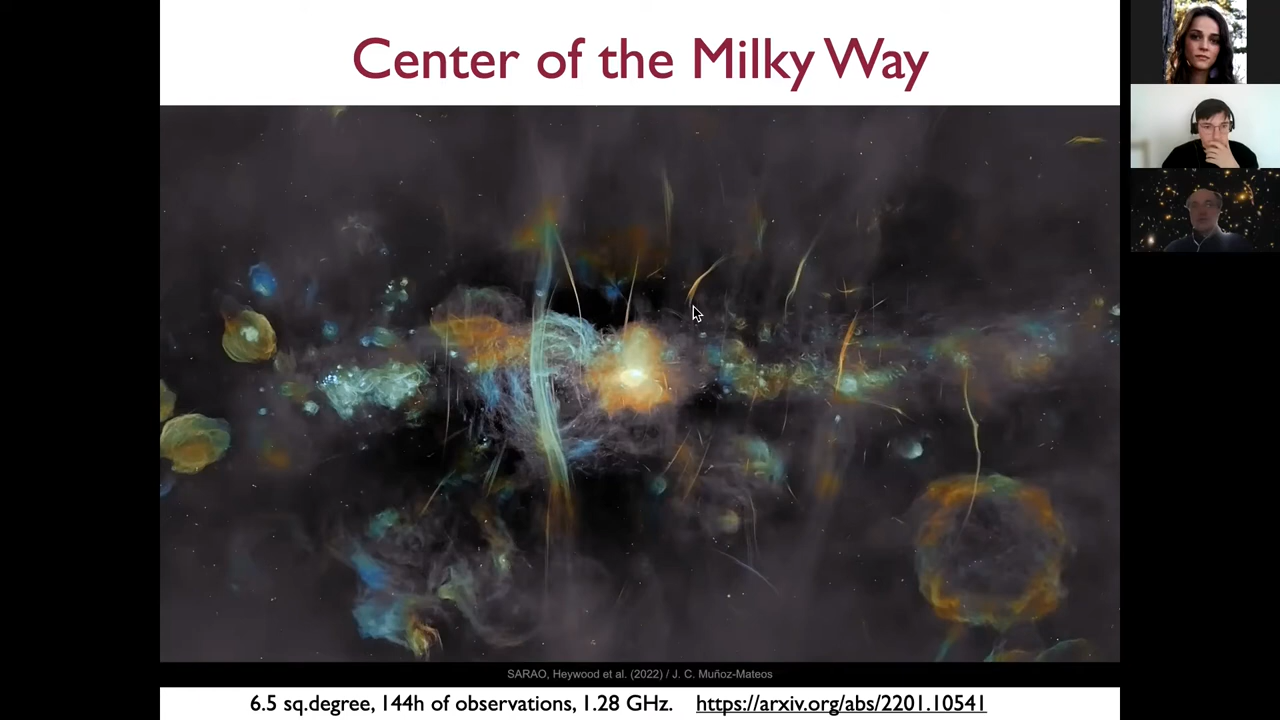 Center of the Milky Way
SARAO, Heywood et al. (2022) / J. C. Muñoz-Mateos
6.5 sq.degree, 144h of observations, 1.28 GHz. https://arxiv.org/abs/2201.10541